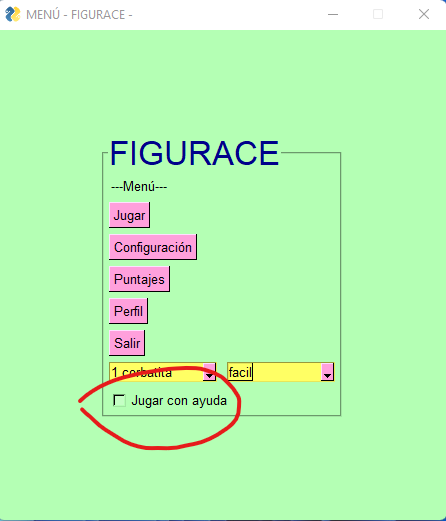 MENÚ - FIGURACE -
FIGURACE
---Menú---
Jugar
Configuración
Puntajes
Perfil
Salir
1 corbatita facil
Jugar con ayuda